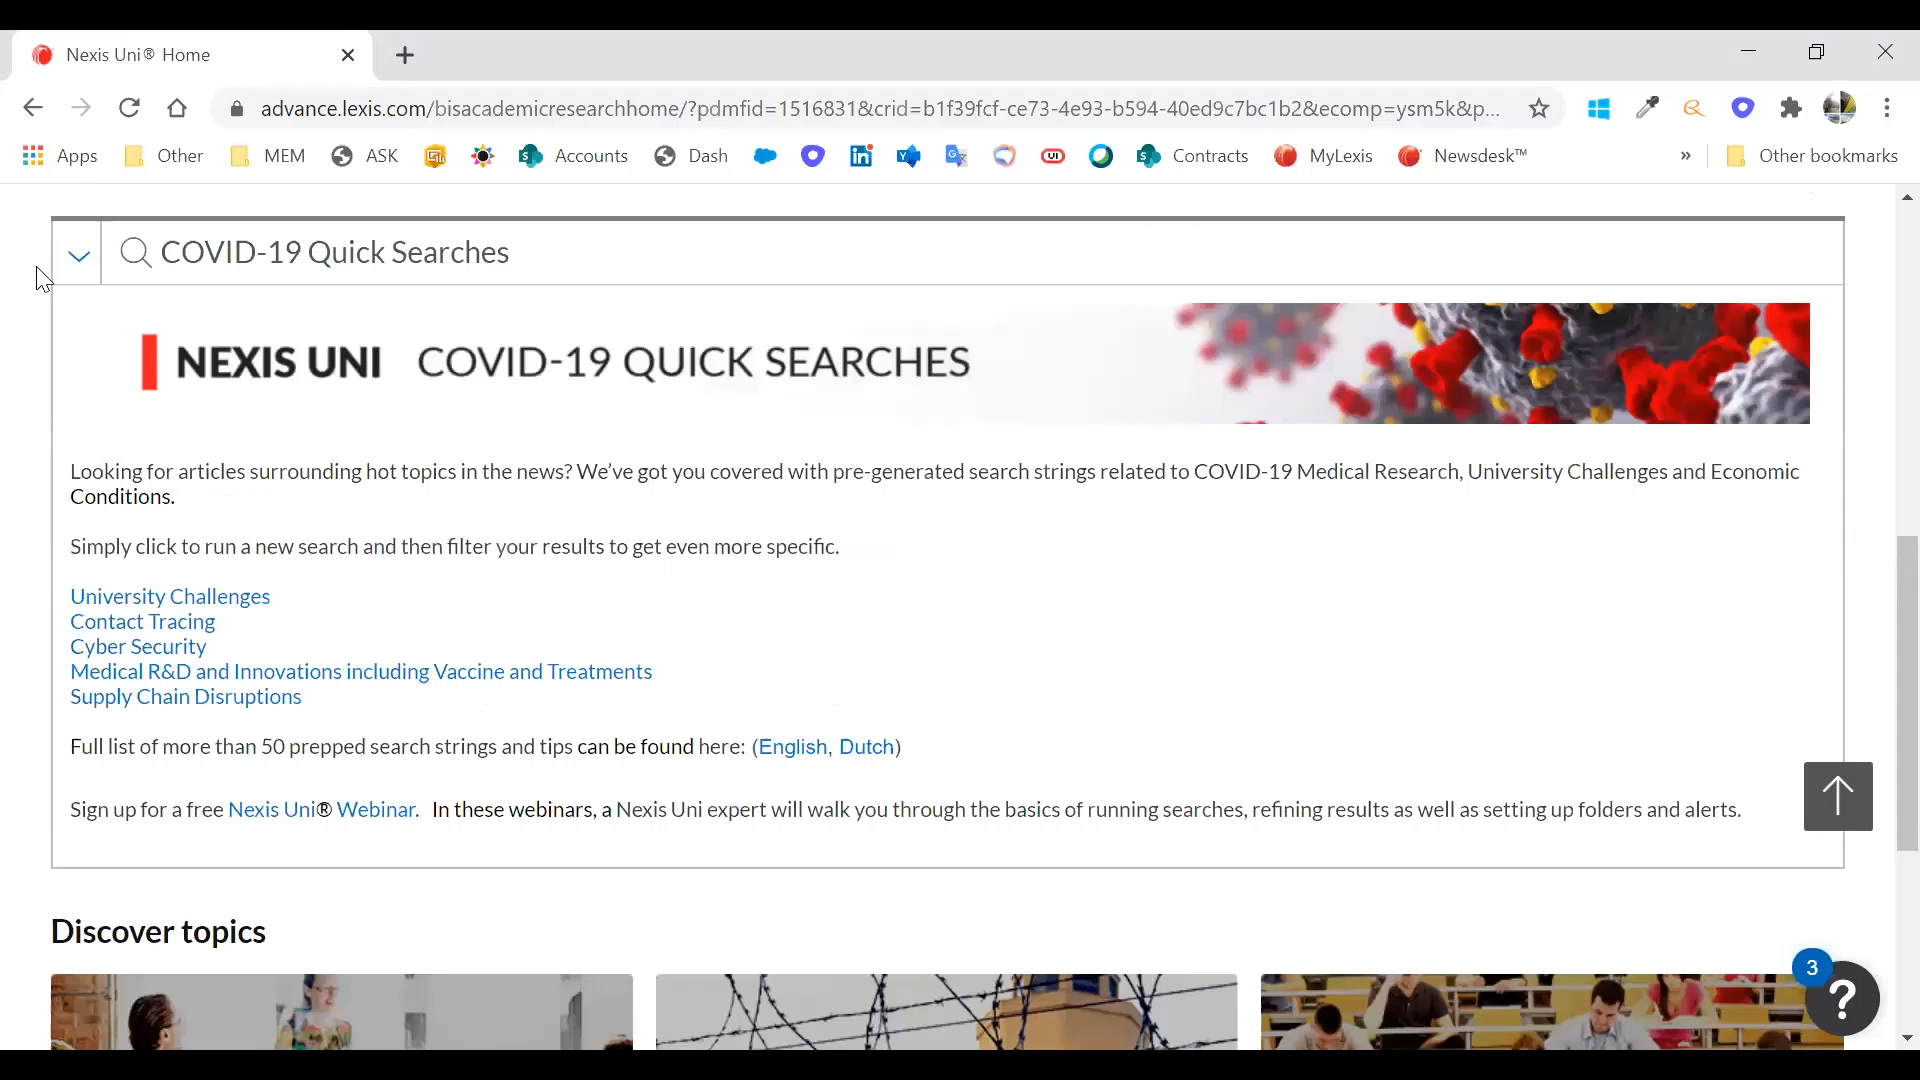 Nexis Uni® Home
advance.lexis.com/bisacademicresearchhome/?pdmfid=1516831&crid=b1f39fcf-ce73-4e93-b594-40ed9c7bc1b2&ecomp=ysm5k&p...
Apps Other MEM ASK Accounts Dash Contracts MyLexis Newsdesk™ » Other bookmarks
COVID-19 Quick Searches
NEXIS UNI COVID-19 QUICK SEARCHES
Looking for articles surrounding hot topics in the news? We've got you covered with pre-generated search strings related to COVID-19 Medical Research, University Challenges and Economic
Conditions.
Simply click to run a new search and then filter your results to get even more specific.
University Challenges
Contact Tracing
Cyber Security
Medical R&D and Innovations including Vaccine and Treatments
Supply Chain Disruptions
Full list of more than 50 prepped search strings and tips can be found here: (English, Dutch)
Sign up for a free Nexis Uni® Webinar. In these webinars, a Nexis Uni expert will walk you through the basics of running searches, refining results as well as setting up folders and alerts.
Discover topics
3
?